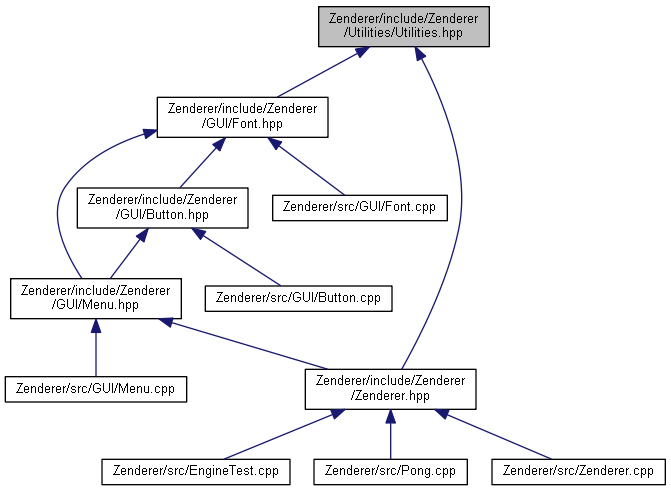 Zenderer/include/Zenderer
/Utilities/Utilities.hpp
Zenderer/include/Zenderer
/GUI/Font.hpp
Zenderer/include/Zenderer
/GUI/Button.hpp
Zenderer/src/GUI/Font.cpp
Zenderer/include/Zenderer
/GUI/Menu.hpp
Zenderer/src/GUI/Button.cpp
Zenderer/src/GUI/Menu.cpp
Zenderer/include/Zenderer
/Zenderer.hpp
Zenderer/src/EngineTest.cpp
Zenderer/src/Pong.cpp
Zenderer/src/Zenderer.cpp